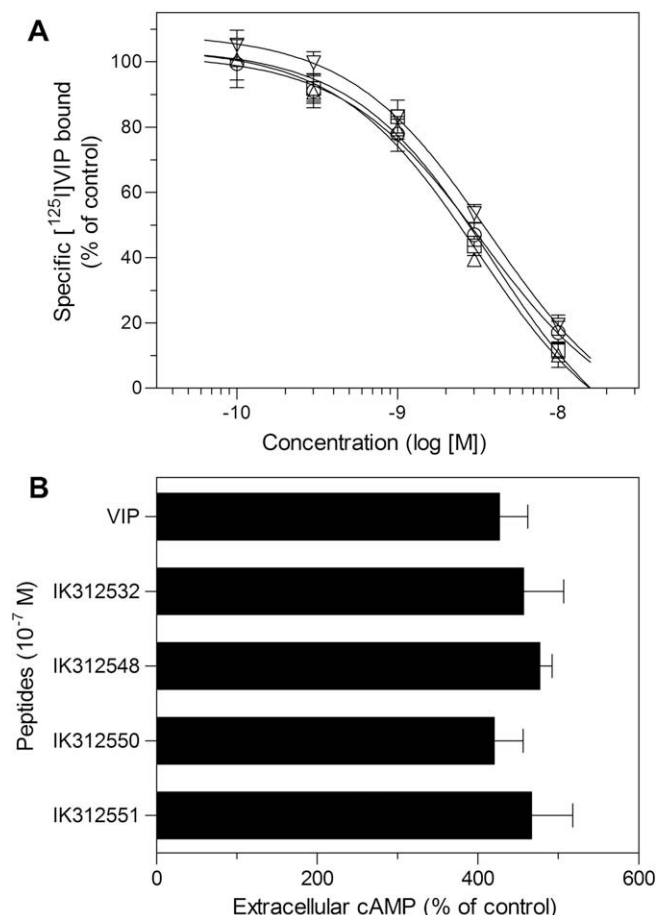 A
Specific [¹²⁵I]VIP bound
(% of control)
100
80
60
40
20
0
-10
-9
-8
Concentration (log [M])
B
Peptides (10⁻⁷ M)
VIP
IK312532
IK312548
IK312550
IK312551
0
200
400
600
Extracellular cAMP (% of control)